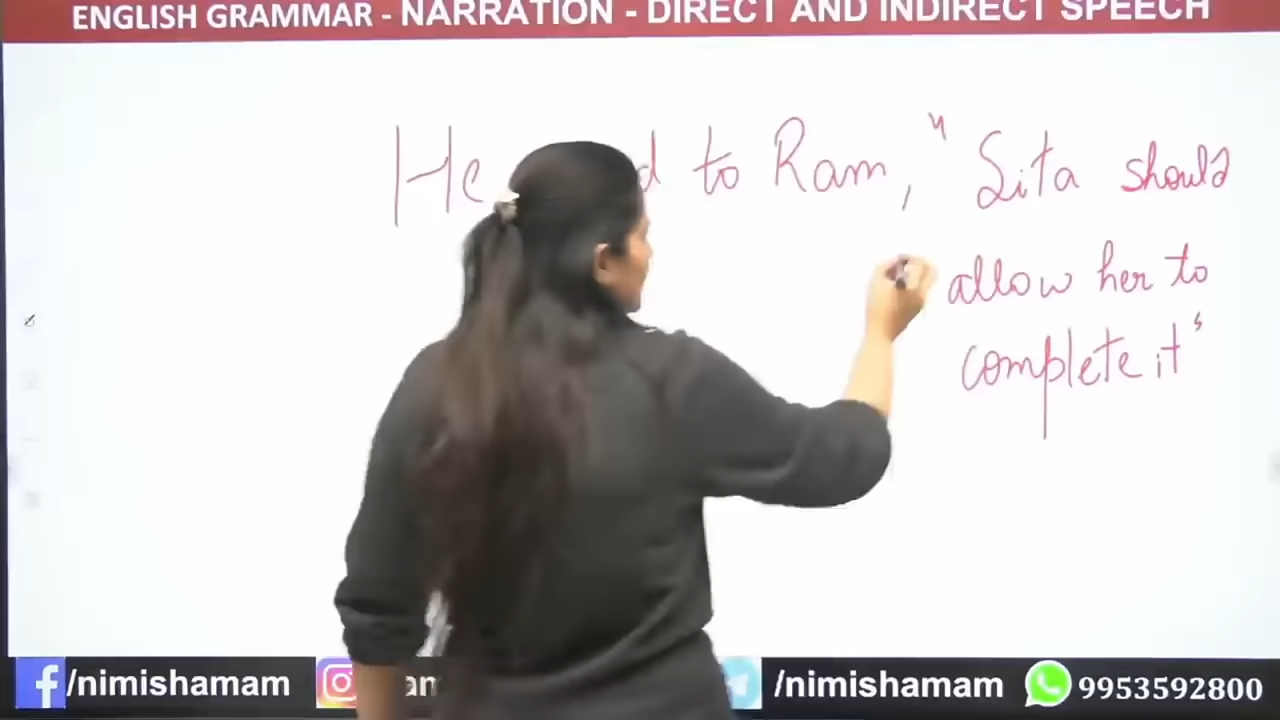 ENGLISH GRAMMAR - NARRATION - DIRECT AND INDIRECT SPEECH
He to Ram, "Sita should
allow her to
complete it"
/nimishamam /nimishamam 9953592800